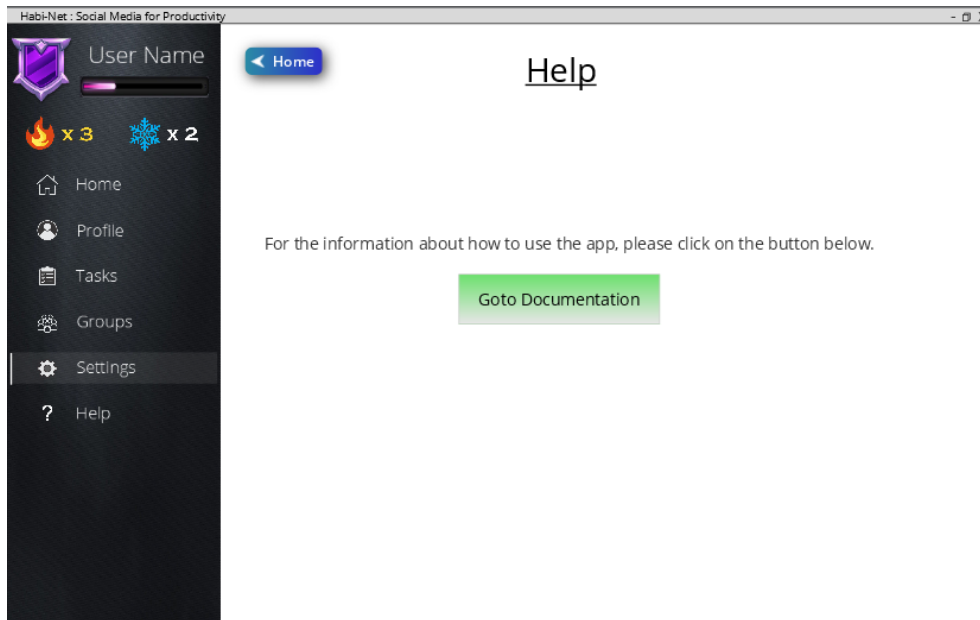 Habi-Net : Social Media for Productivity
User Name
x 3 x 2
Home
Profile
Tasks
Groups
Settings
? Help
Home
Help
For the information about how to use the app, please click on the button below.
Goto Documentation